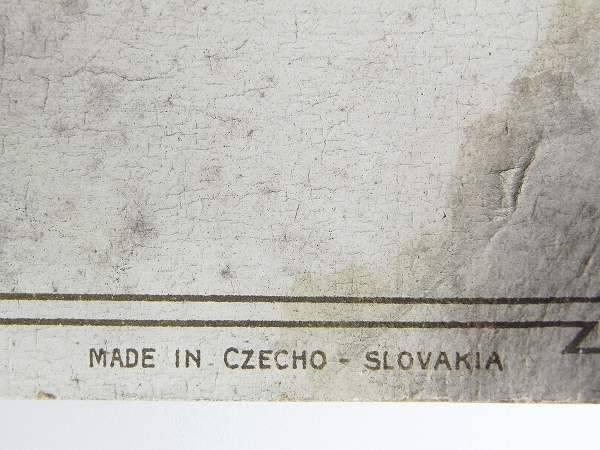 MADE IN CZECHO - SLOVAKIA